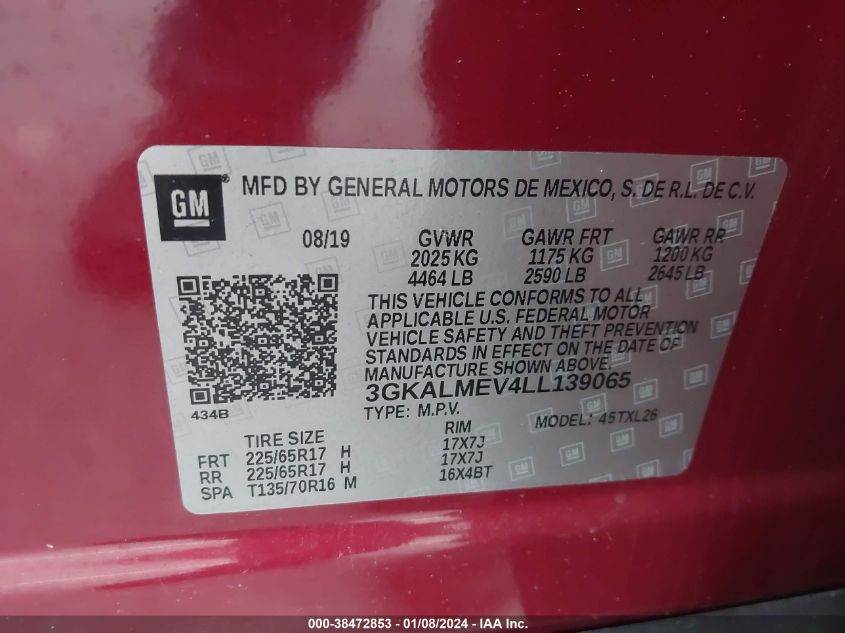 GM
GM® MFD BY GENERAL MOTORS DE MEXICO, S. DE R.L. DE C.V.
08/19 GVWR GAWR FRT GAWR RR
2025 KG 1175 KG 1200 KG
4464 LB 2590 LB 2645 LB
THIS VEHICLE CONFORMS TO ALL
APPLICABLE U.S. FEDERAL MOTOR
VEHICLE SAFETY AND THEFT PREVENTION
STANDARDS IN EFFECT ON THE DATE OF
MANUFACTURE SHOWN ABOVE.
3GKALMEV4LL139065
434B TYPE: M.P.V. MODEL: 45TXL26
TIRE SIZE RIM
FRT 225/65R17 H 17X7J
RR 225/65R17 H 17X7J
SPA T135/70R16 M 16X4BT
000-38472853 - 01/08/2024 - IAAI.com